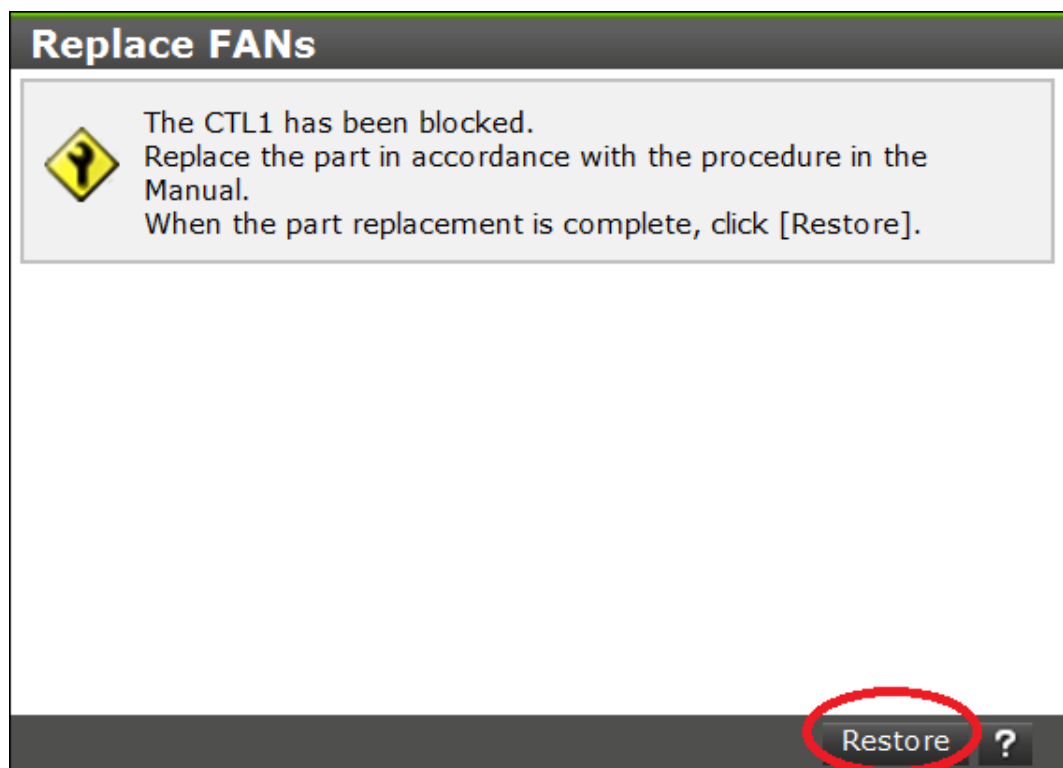 Replace FANs
The CTL1 has been blocked.
Replace the part in accordance with the procedure in the
Manual.
When the part replacement is complete, click [Restore].
Restore ?